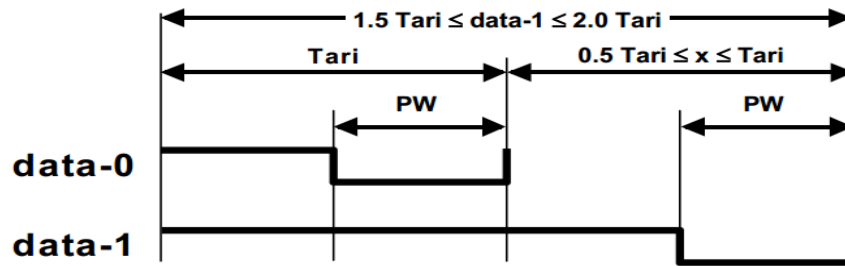 1.5 Tari ≤ data-1 ≤ 2.0 Tari
Tari 0.5 Tari ≤ x ≤ Tari
PW PW
data-0
data-1